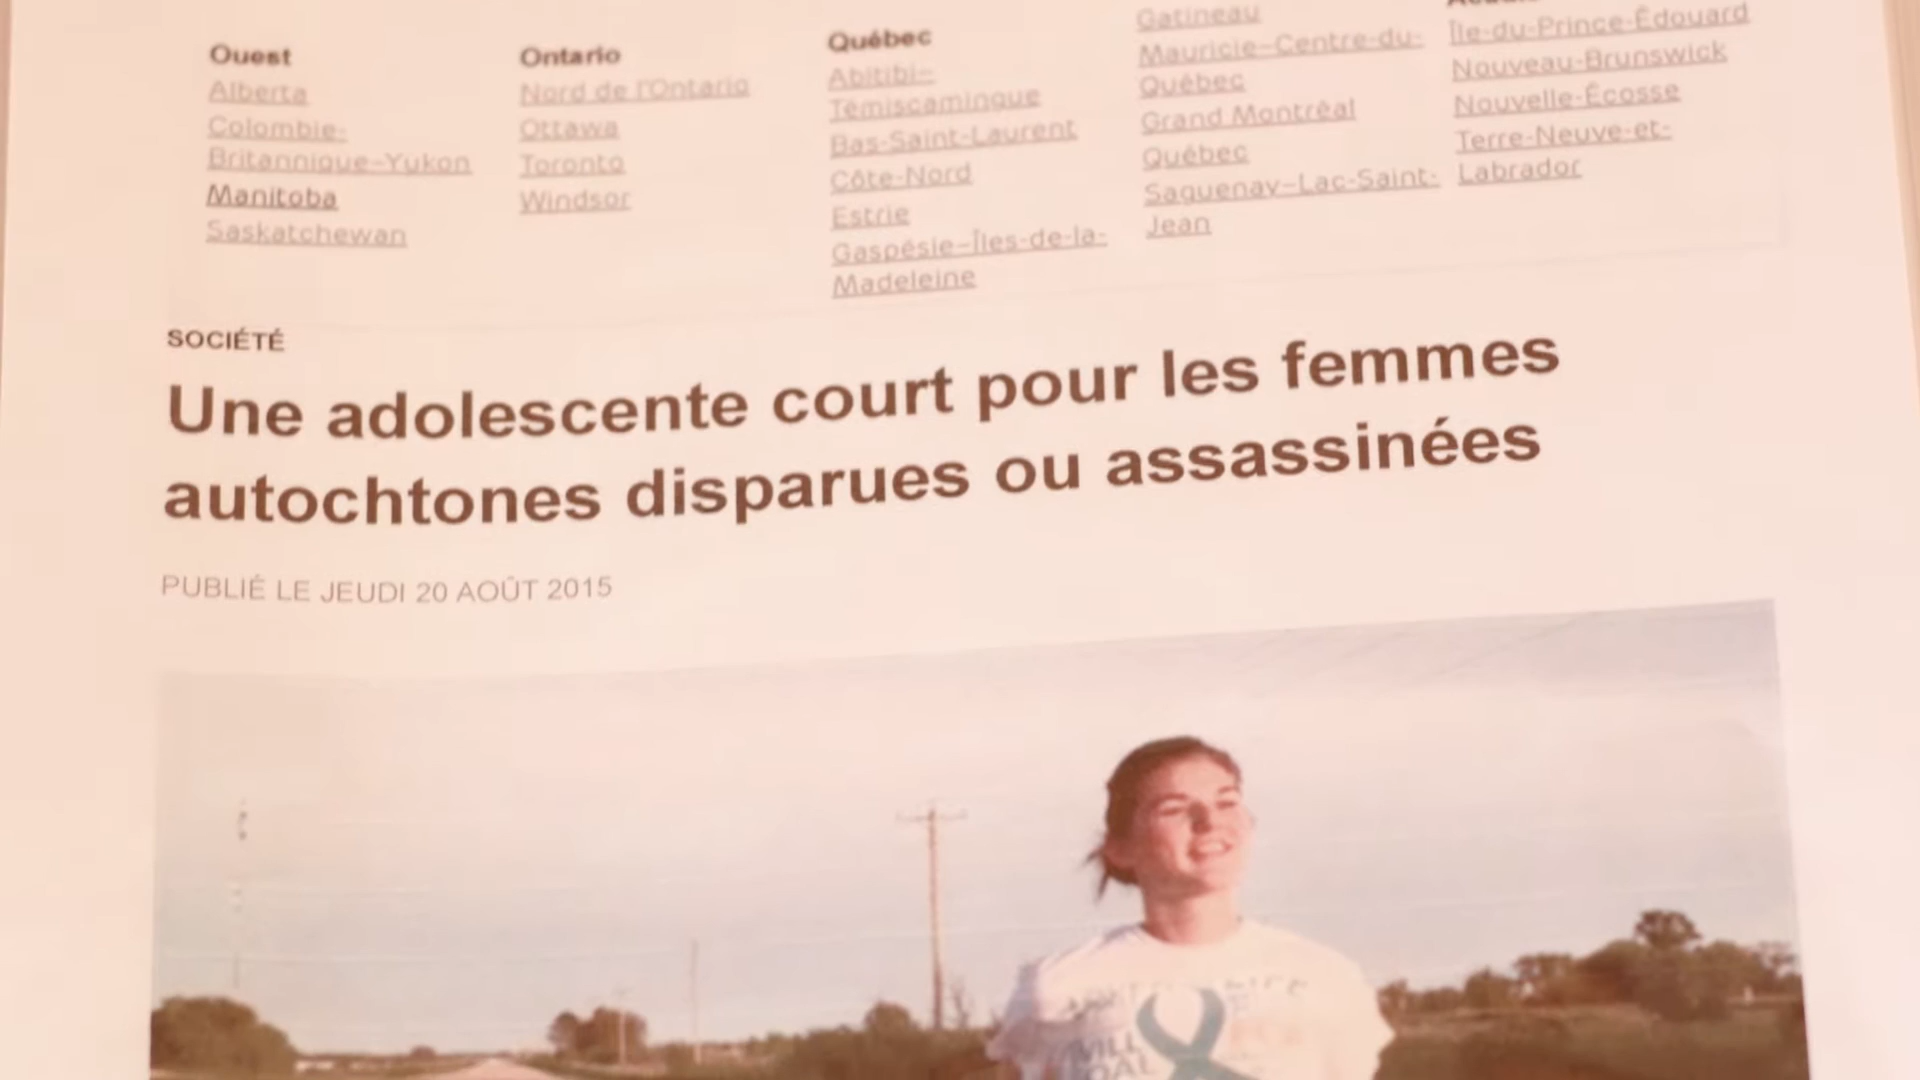 Ouest
Alberta
Colombie-
Britannique–Yukon
Manitoba
Saskatchewan
Ontario
Nord de l'Ontario
Ottawa
Toronto
Windsor
Québec
Abitibi–
Témiscamingue
Bas-Saint-Laurent
Côte-Nord
Estrie
Gaspésie–Îles-de-la-
Madeleine
Gatineau
Mauricie–Centre-du-
Québec
Grand Montréal
Québec
Saguenay–Lac-Saint-
Jean
Île-du-Prince-Édouard
Nouveau-Brunswick
Nouvelle-Écosse
Terre-Neuve-et-
Labrador
SOCIÉTÉ
Une adolescente court pour les femmes
autochtones disparues ou assassinées
PUBLIÉ LE JEUDI 20 AOÛT 2015